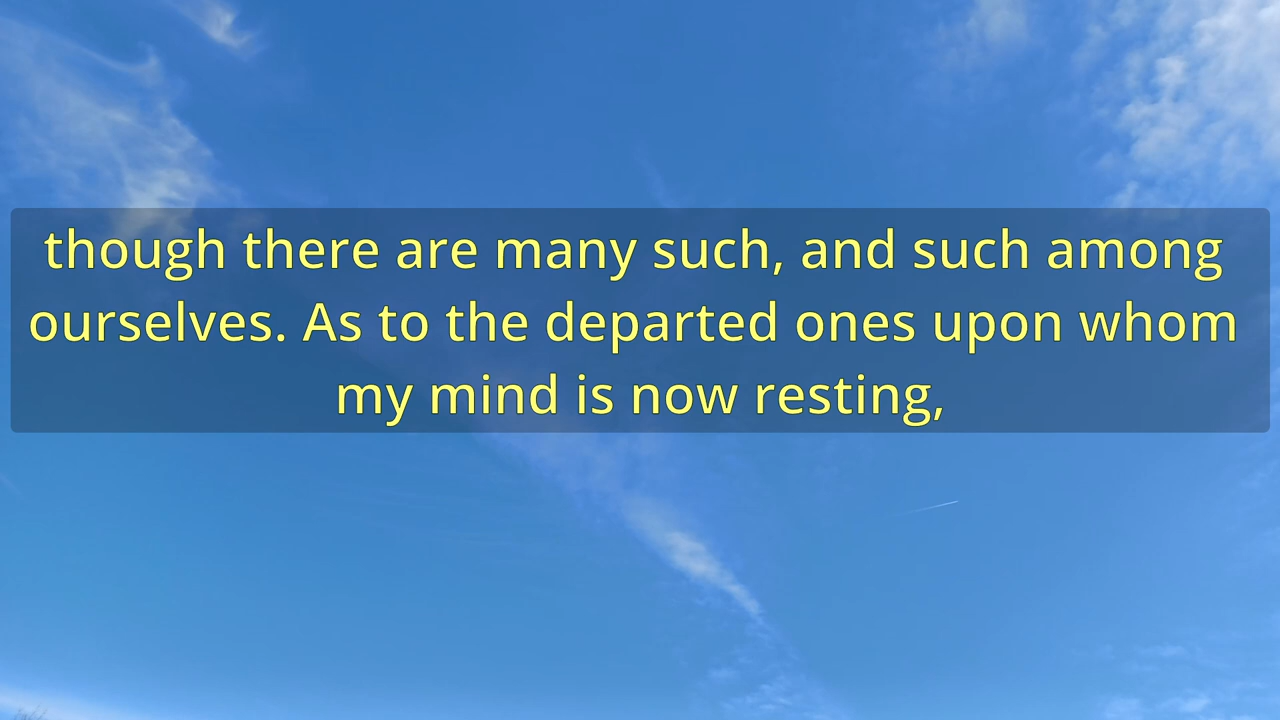 though there are many such, and such among
ourselves. As to the departed ones upon whom
my mind is now resting,